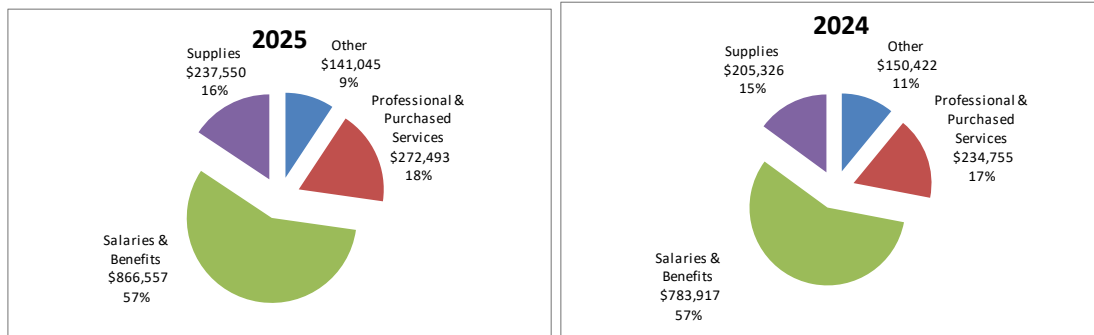 2025
Supplies
$237,550
16%
Other
$141,045
9%
Professional &
Purchased
Services
$272,493
18%
Salaries &
Benefits
$866,557
57%
2024
Supplies
$205,326
15%
Other
$150,422
11%
Professional &
Purchased
Services
$234,755
17%
Salaries &
Benefits
$783,917
57%